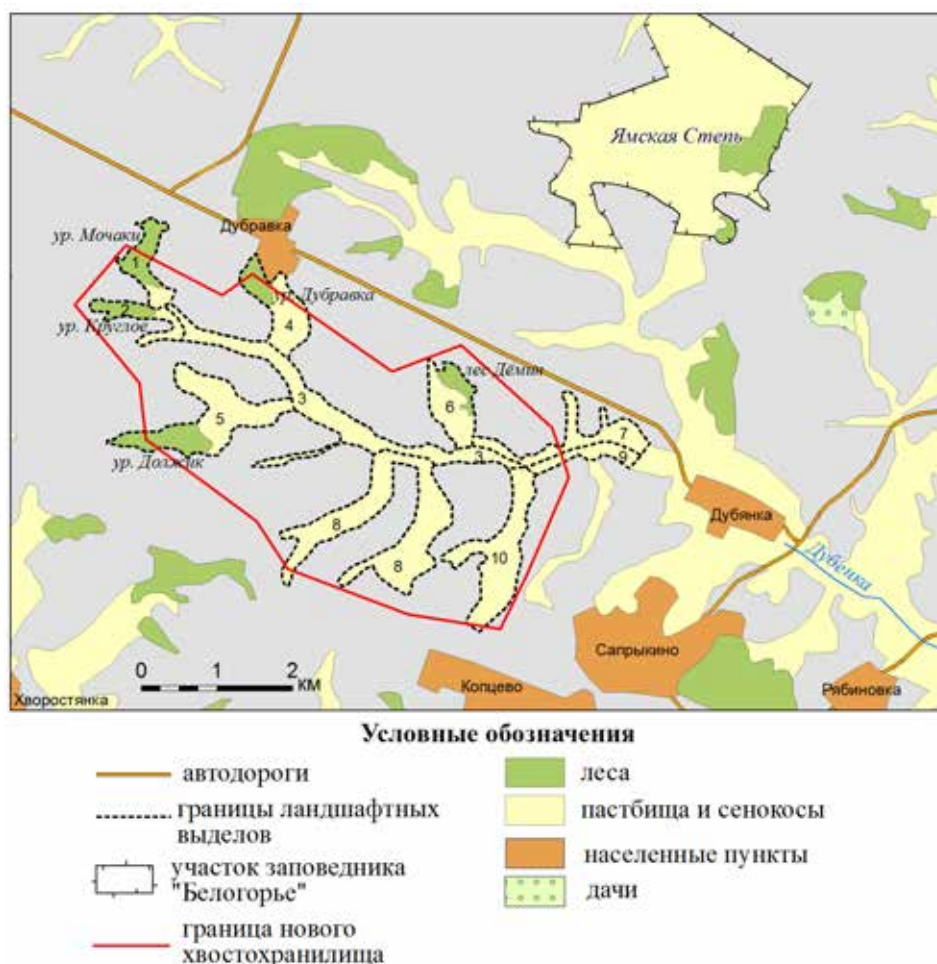 Ямская Степь
ур. Мочаки
Дубравка
1
ур. Дубравка
2
ур. Круглое
4
лес Дёмин
3
6
5
7
3
9
ур. Должик
Дубянка
8
10
8
Дубенка
Сапрыкино
0 1 2
КМ
Копцево
Рябиновка
Хворостянка
Условные обозначения
автодороги
границы ландшафтных
выделов
участок заповедника
"Белогорье"
граница нового
хвостохранилища
леса
пастбища и сенокосы
населенные пункты
дачи